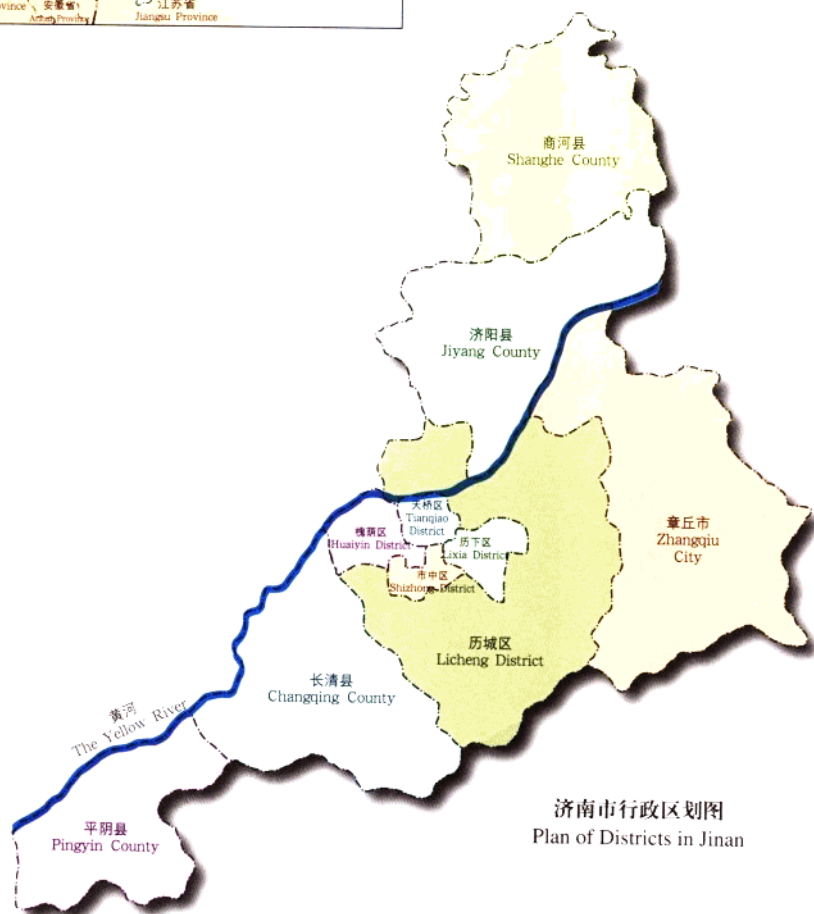 安徽省
江苏省
Anhui Province
Jiangsu Province
商河县
Shanghe County
济阳县
Jiyang County
天桥区
Tianqiao
District
槐荫区
Huaiyin District
历下区
Lixia District
市中区
Shizhong District
章丘市
Zhangqiu
City
历城区
Licheng District
长清县
Changqing County
黄河
The Yellow River
平阴县
Pingyin County
济南市行政区划图
Plan of Districts in Jinan